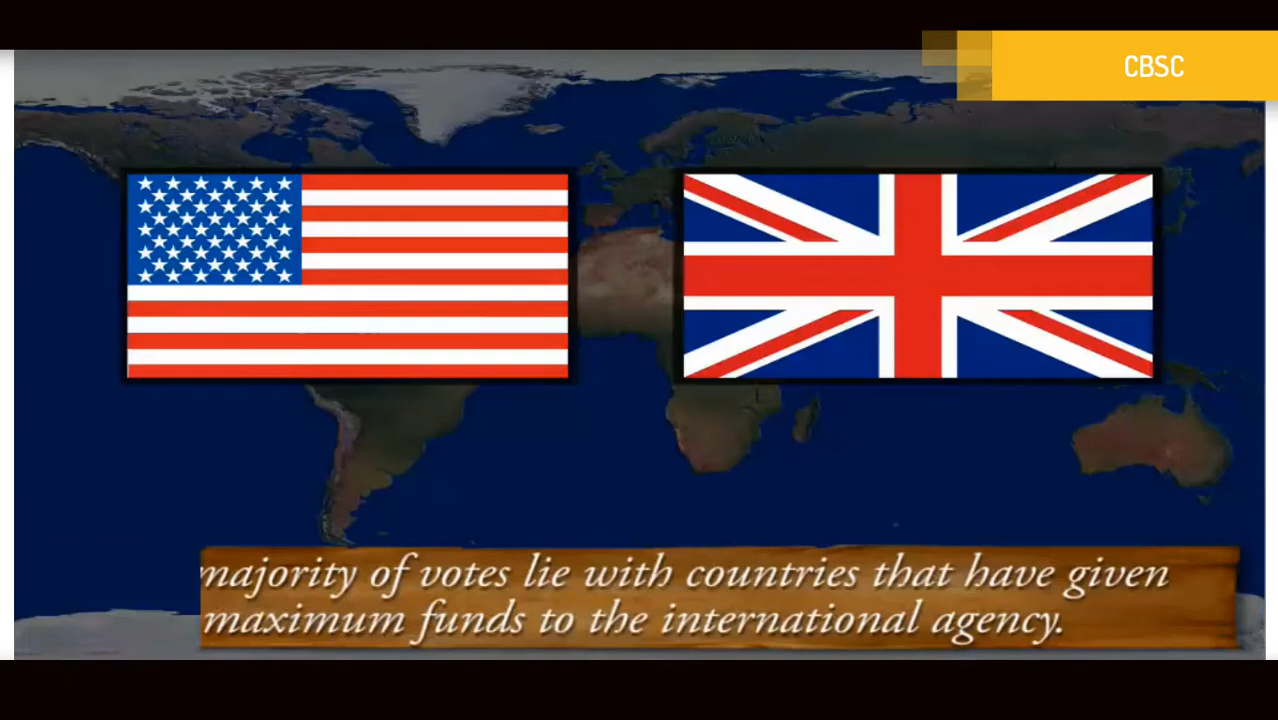 CBSC
majority of votes lie with countries that have given
maximum funds to the international agency.